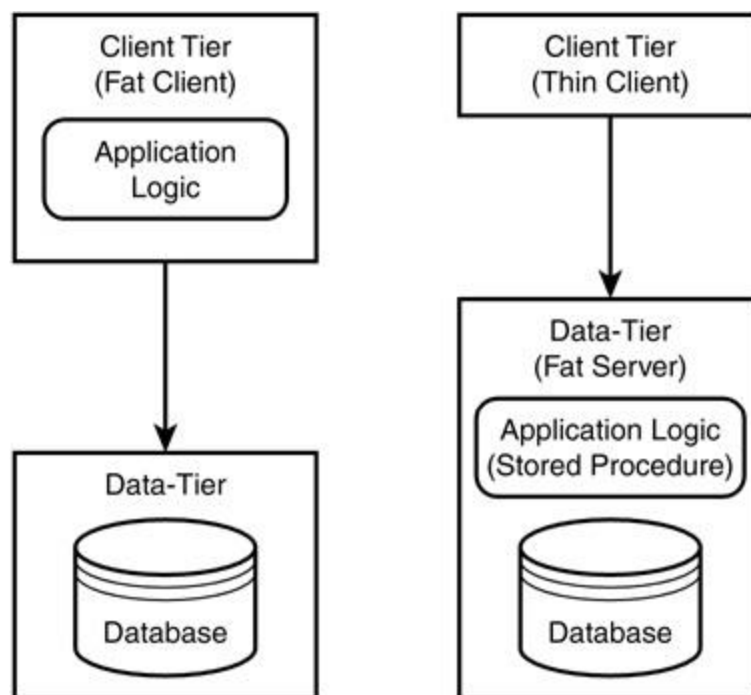 Client Tier
(Fat Client)
Application
Logic
Data-Tier
Database
Client Tier
(Thin Client)
Data-Tier
(Fat Server)
Application Logic
(Stored Procedure)
Database